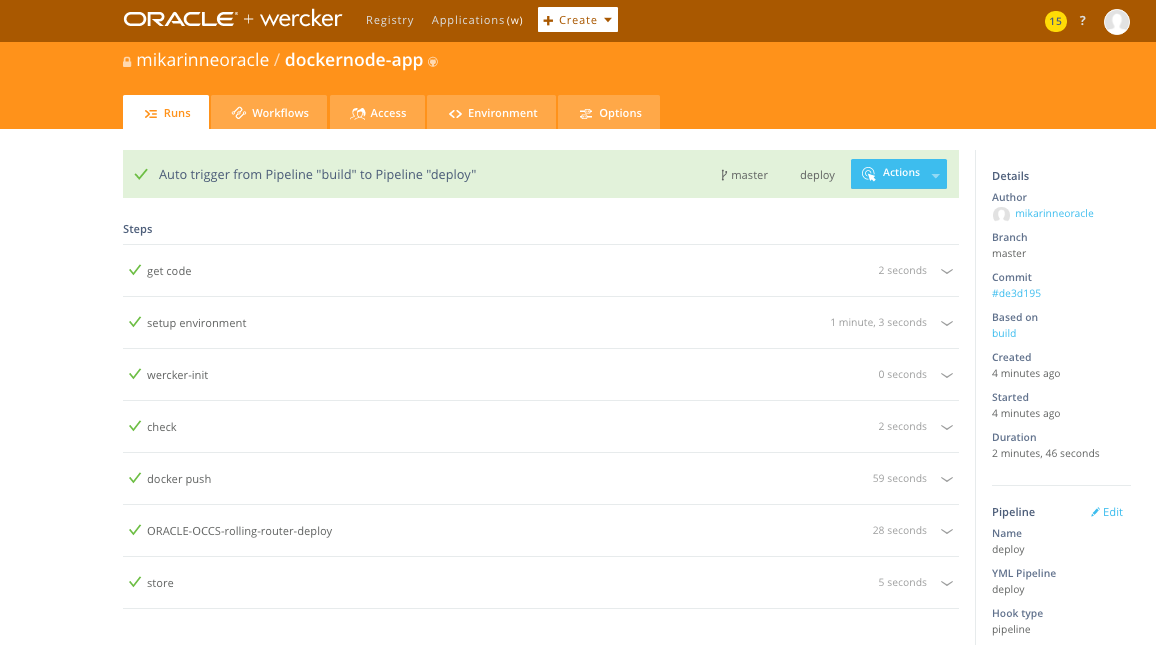 ORACLE + wercker Registry Applications(w) + Create 15 ?
mikarinneoracle / dockernode-app
Runs Workflows Access Environment Options
Auto trigger from Pipeline "build" to Pipeline "deploy" master deploy Actions
Steps
get code 2 seconds
setup environment 1 minute, 3 seconds
wercker-init 0 seconds
check 2 seconds
docker push 59 seconds
ORACLE-OCCS-rolling-router-deploy 28 seconds
store 5 seconds
Details
Author
mikarinneoracle
Branch
master
Commit
#de3d195
Based on
build
Created
4 minutes ago
Started
4 minutes ago
Duration
2 minutes, 46 seconds
Pipeline Edit
Name
deploy
YML Pipeline
deploy
Hook type
pipeline